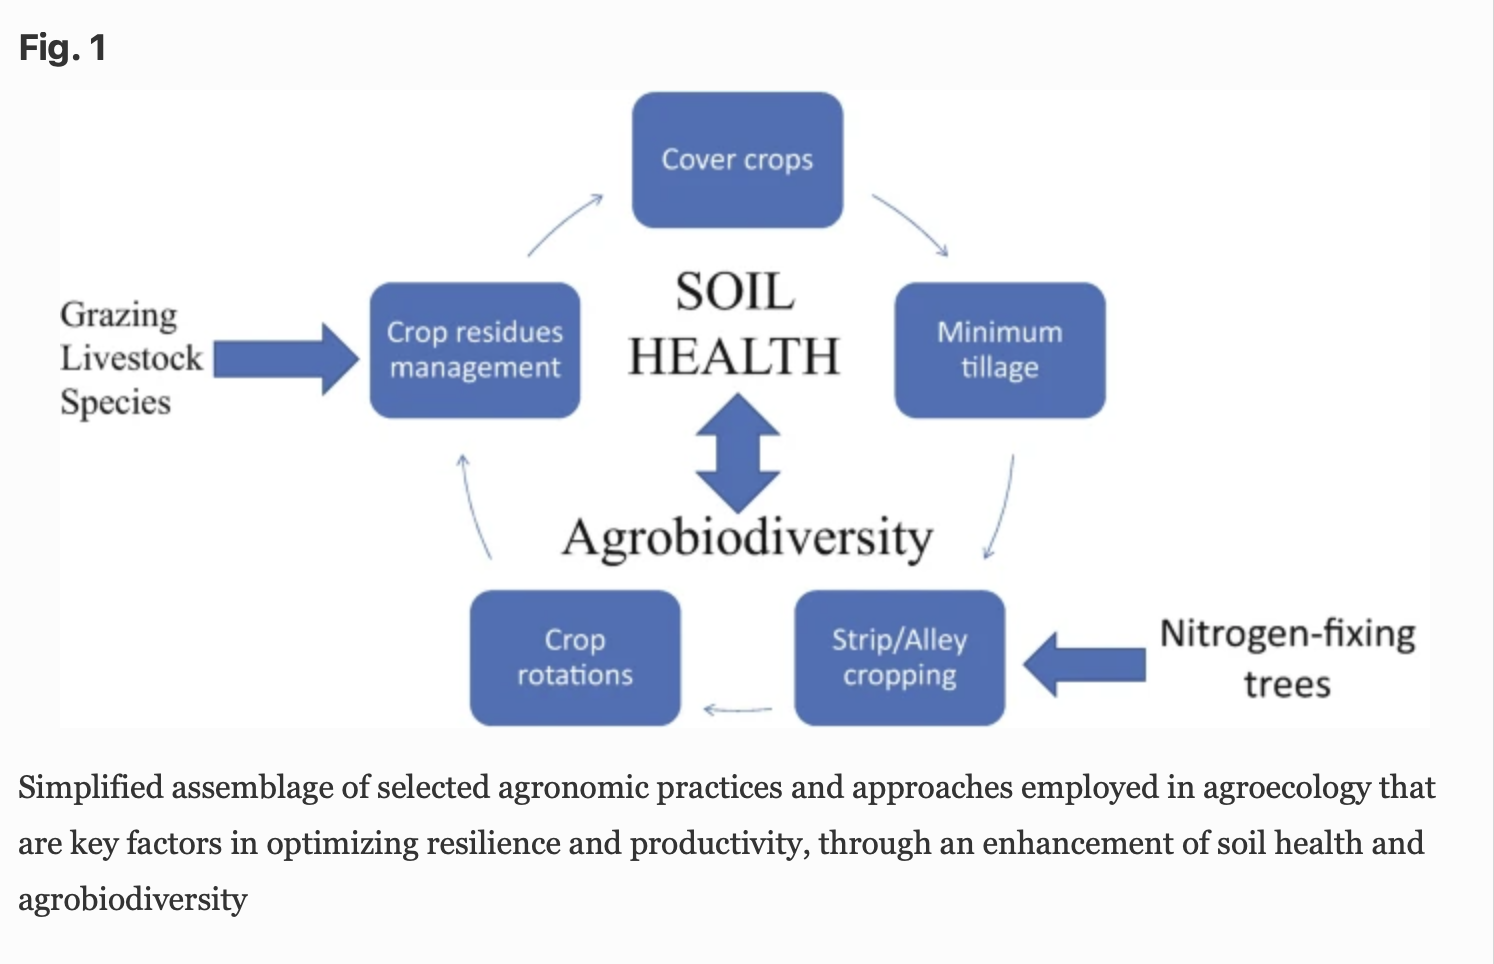 Fig. 1
Cover crops
SOIL
HEALTH
Grazing
Livestock
Species
Crop residues
management
Minimum
tillage
Agrobiodiversity
Crop
rotations
Strip/Alley
cropping
Nitrogen-fixing
trees
Simplified assemblage of selected agronomic practices and approaches employed in agroecology that
are key factors in optimizing resilience and productivity, through an enhancement of soil health and
agrobiodiversity